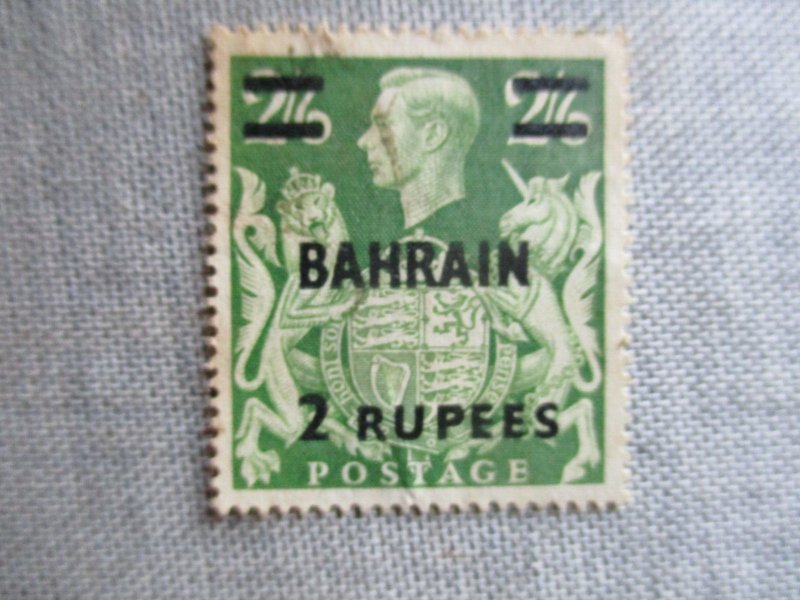 2/6 2/6
BAHRAIN
2 RUPEES
POSTAGE